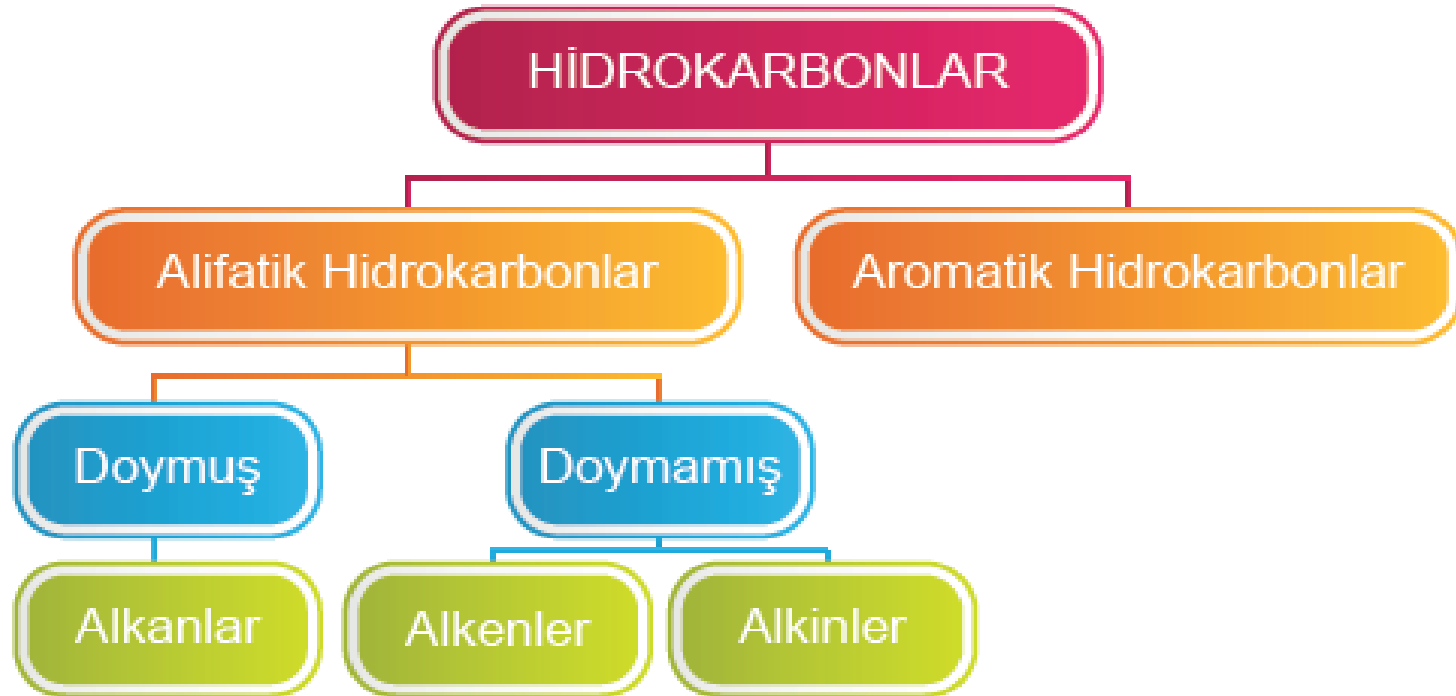 HİDROKARBONLAR
Alifatik Hidrokarbonlar
Aromatik Hidrokarbonlar
Doymuş
Doymamış
Alkanlar
Alkenler
Alkinler